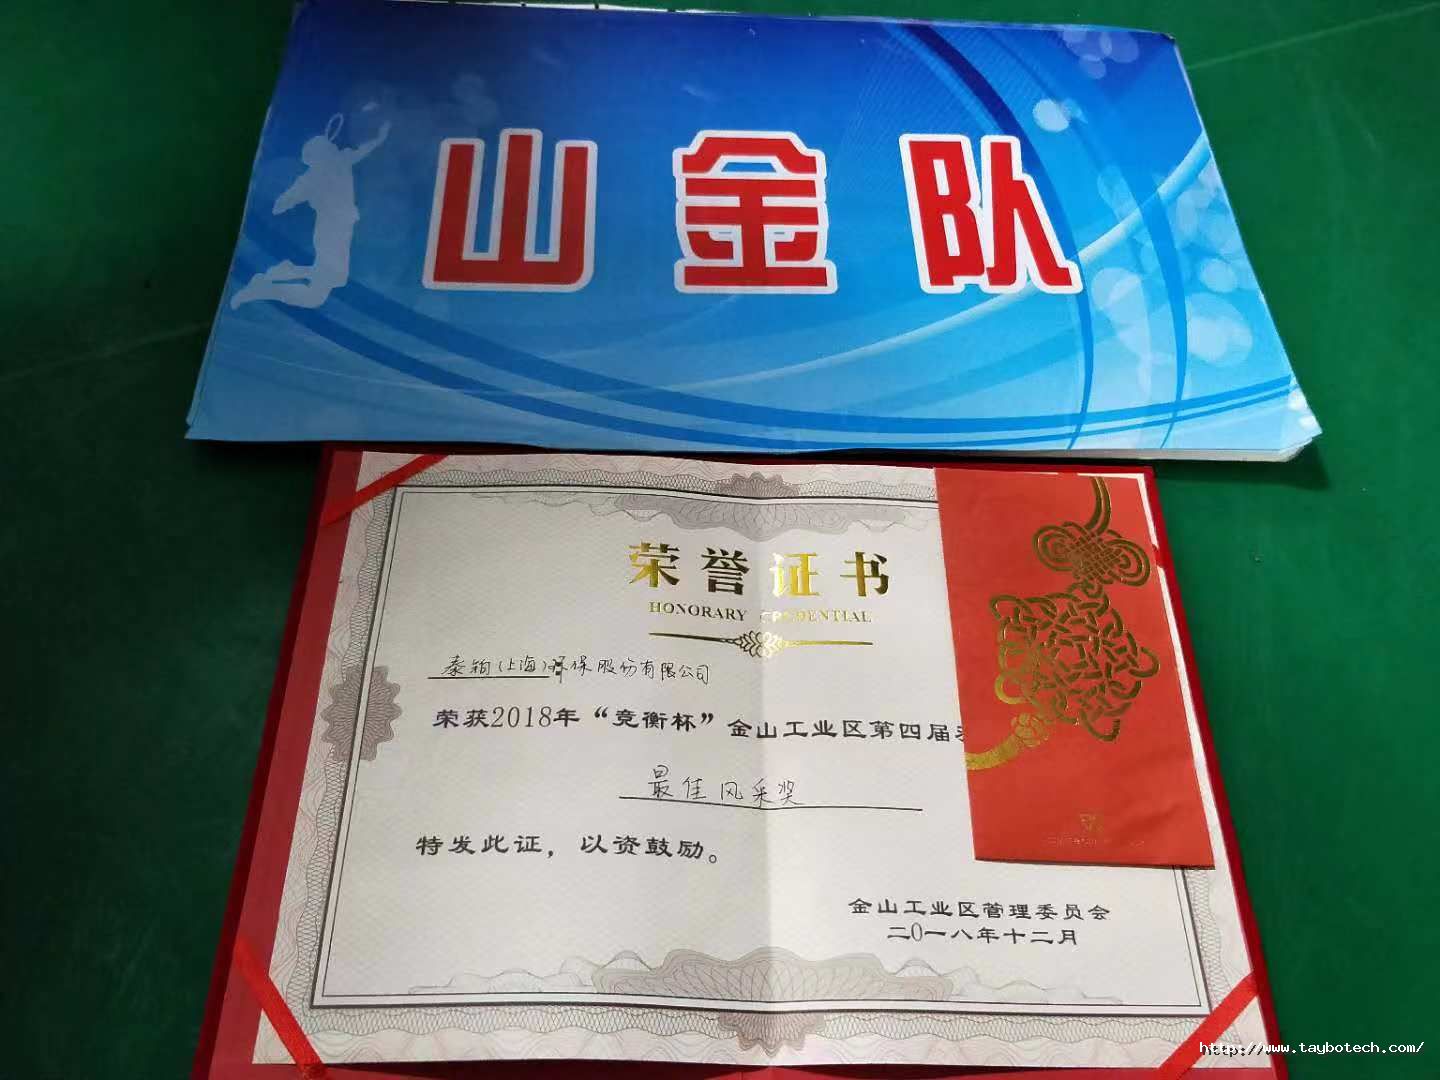 山金队
荣誉证书
HONORARY CREDENTIAL
泰铂(上海)环保股份有限公司
荣获2018年“竞衡杯”金山工业区第四届
最佳风采奖
特发此证，以资鼓励。
金山工业区管理委员会
二〇一八年十二月
http://www.taybotech.com/